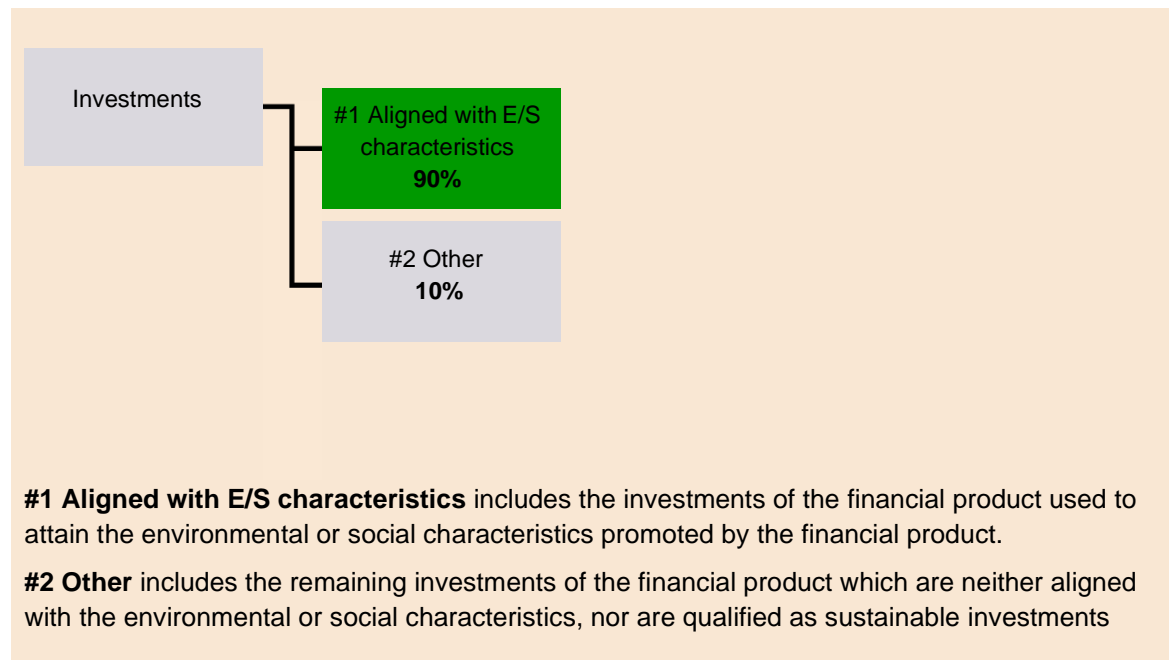 Investments
#1 Aligned with E/S
characteristics
90%
#2 Other
10%
#1 Aligned with E/S characteristics includes the investments of the financial product used to
attain the environmental or social characteristics promoted by the financial product.
#2 Other includes the remaining investments of the financial product which are neither aligned
with the environmental or social characteristics, nor are qualified as sustainable investments